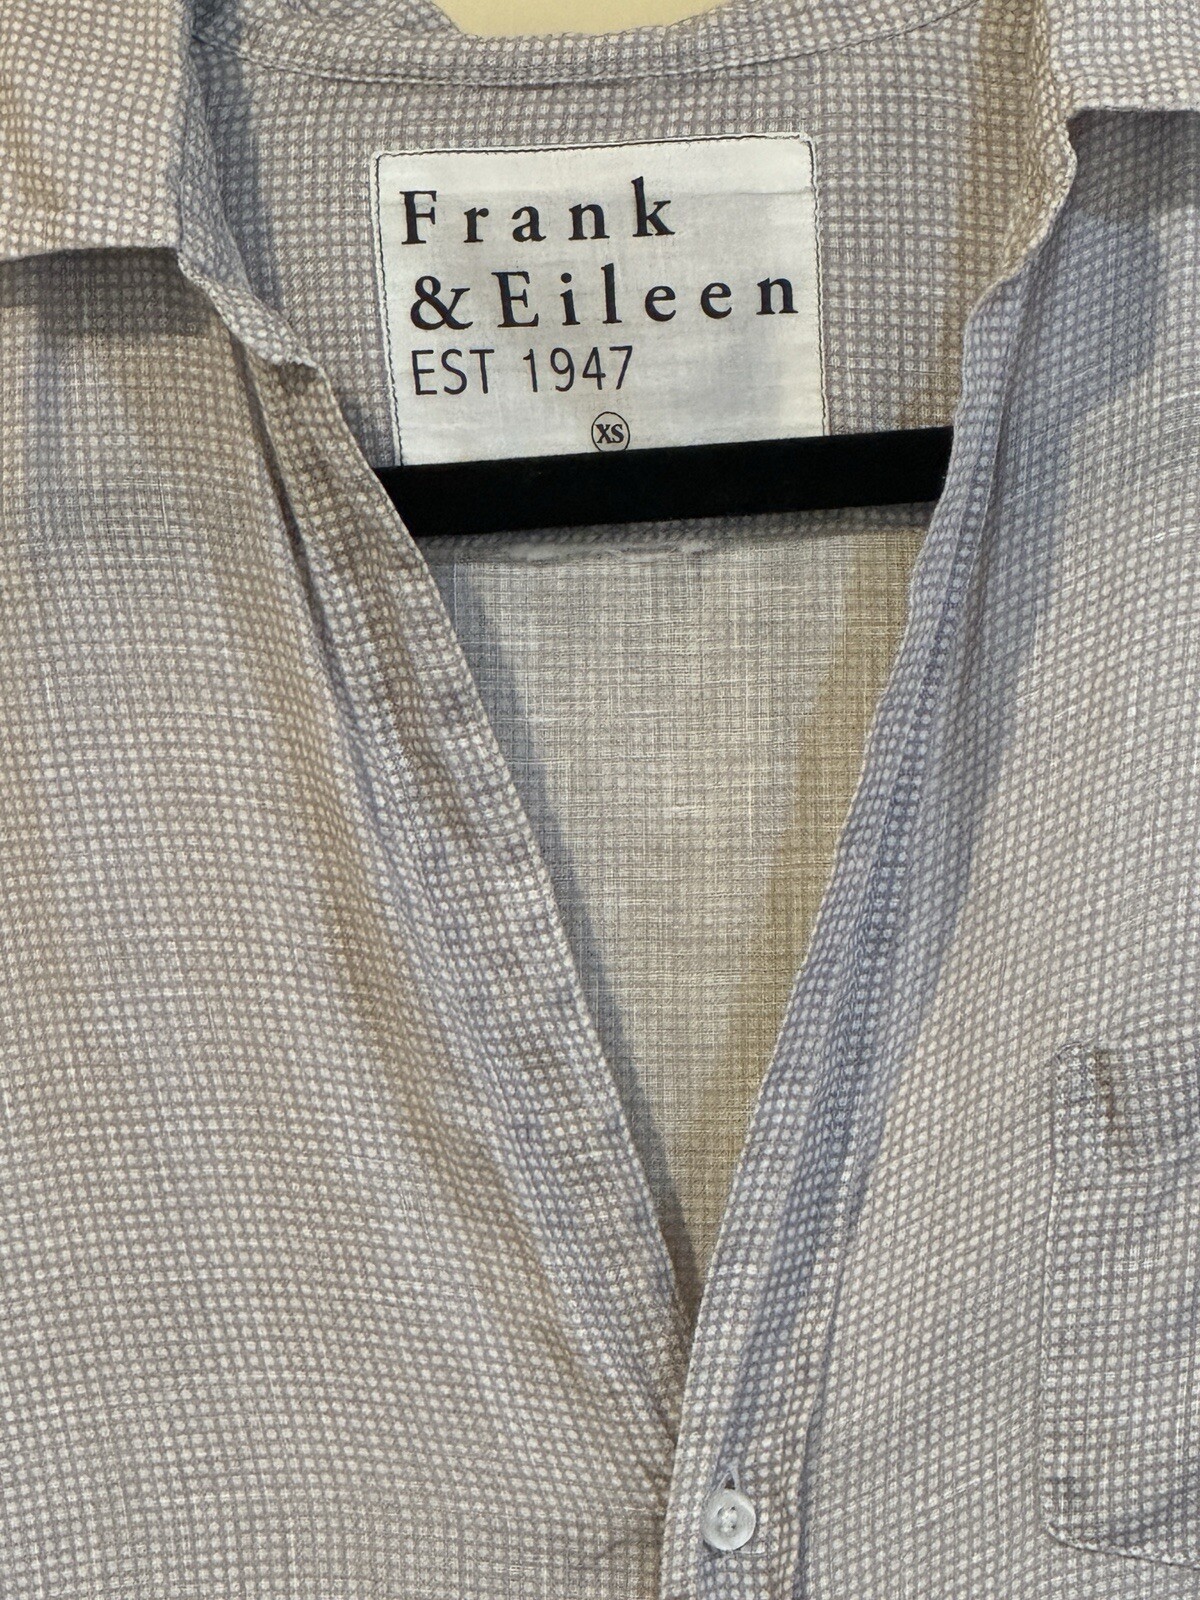 Frank
& Eileen
EST 1947
XS